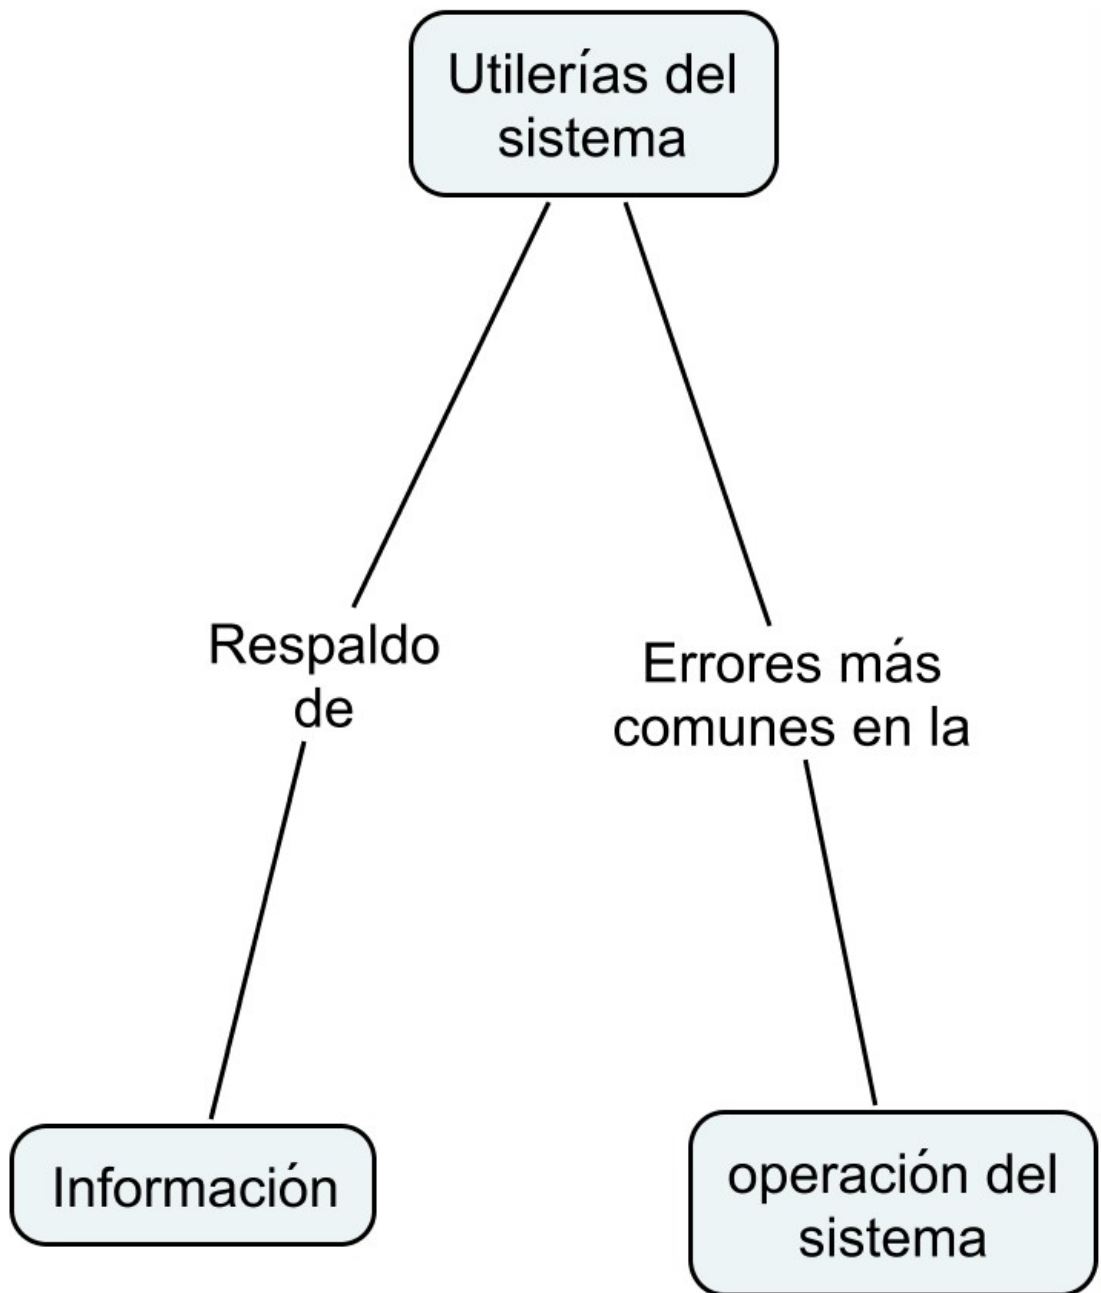 Utilerías del
sistema
Respaldo
de
Errores más
comunes en la
Información
operación del
sistema